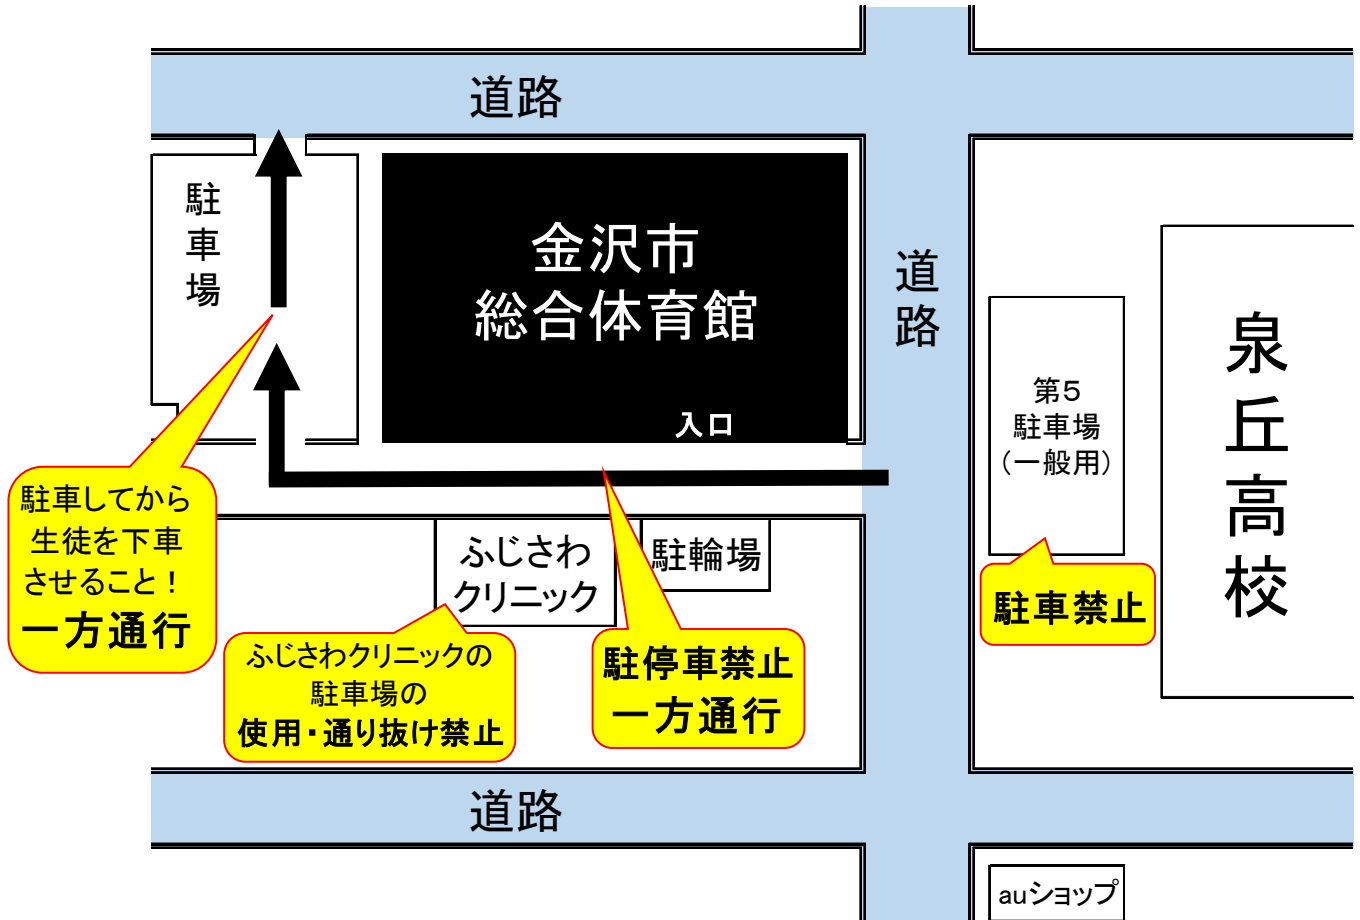 道路
駐車場
金沢市
総合体育館
入口
道路
第5
駐車場
(一般用)
泉丘高校
駐車してから
生徒を下車
させること！
一方通行
ふじさわ
クリニック
駐輪場
駐車禁止
ふじさわクリニックの
駐車場の
使用・通り抜け禁止
駐停車禁止
一方通行
道路
auショップ